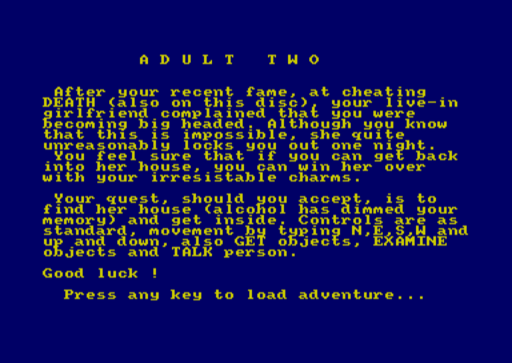 A D U L T   T W O
After your recent fame, at cheating
DEATH (also on this disc), your live-in
girlfriend complained that you were
becoming big headed. Although you know
that this is impossible, she quite
unreasonably locks you out one night.
You feel sure that if you can get back
into her house, you can win her over
with your irresistable charms.
Your quest, should you accept, is to
find her house (alcohol has dimmed your
memory) and get inside. Controls are as
standard, movement by typing N,E,S,W and
up and down, also GET objects, EXAMINE
objects and TALK person.
Good luck !
Press any key to load adventure...